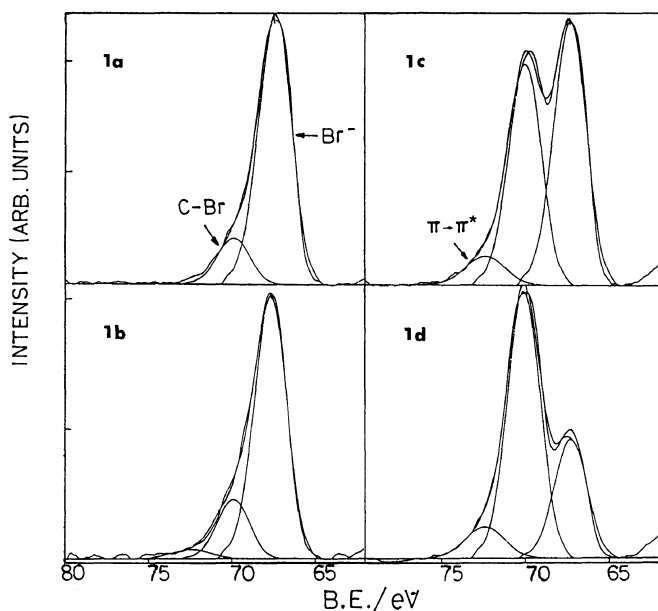 INTENSITY (ARB. UNITS)
1a
Br⁻
C-Br
1c
π→π*
1b
1d
80
75
70
65
75
70
65
B.E./eV